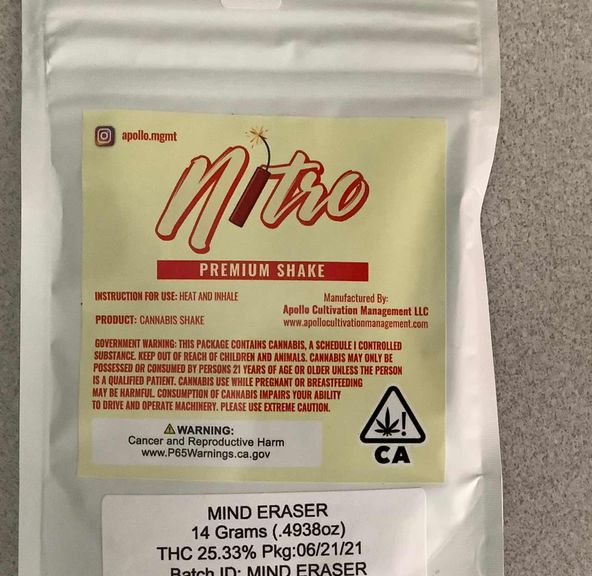 apollo.mgmt
Nitro
PREMIUM SHAKE
INSTRUCTION FOR USE: HEAT AND INHALE
PRODUCT: CANNABIS SHAKE
Manufactured By:
Apollo Cultivation Management LLC
www.apollocultivationmanagement.com
GOVERNMENT WARNING: THIS PACKAGE CONTAINS CANNABIS, A SCHEDULE I CONTROLLED
SUBSTANCE. KEEP OUT OF REACH OF CHILDREN AND ANIMALS. CANNABIS MAY ONLY BE
POSSESSED OR CONSUMED BY PERSONS 21 YEARS OF AGE OR OLDER UNLESS THE PERSON
IS A QUALIFIED PATIENT. CANNABIS USE WHILE PREGNANT OR BREASTFEEDING
MAY BE HARMFUL. CONSUMPTION OF CANNABIS IMPAIRS YOUR ABILITY
TO DRIVE AND OPERATE MACHINERY. PLEASE USE EXTREME CAUTION.
WARNING:
Cancer and Reproductive Harm
www.P65Warnings.ca.gov
!
CA
MIND ERASER
14 Grams (.4938oz)
THC 25.33% Pkg:06/21/21
Batch ID: MIND ERASER